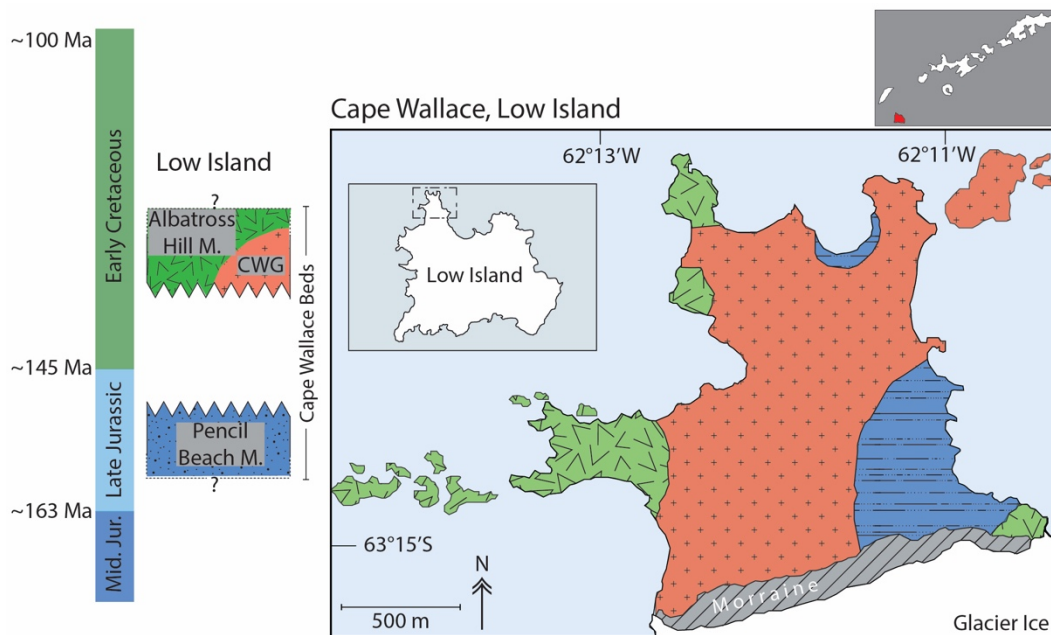 ~100 Ma
Early Cretaceous
~145 Ma
Late Jurassic
~163 Ma
Mid. Jur.
Low Island
?
Albatross
Hill M.
CWG
Pencil
Beach M.
?
Cape Wallace Beds
Cape Wallace, Low Island
62°13'W
62°11'W
Low Island
63°15'S
N
500 m
Morraine
Glacier Ice